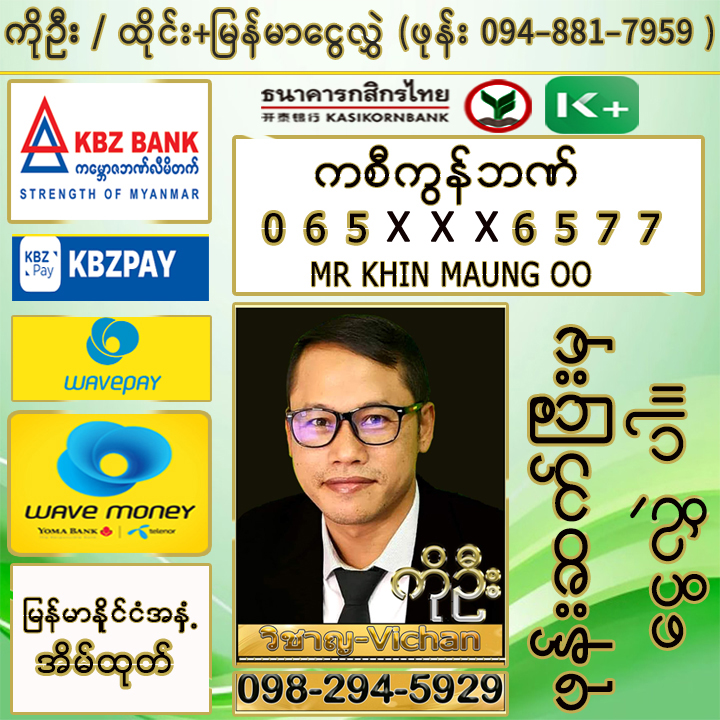 ကိုဦး / ထိုင်း+မြန်မာငွေလွှဲ (ဖုန်း 094-881-7959 )
KBZ BANK
ကမ္ဘောဇဘဏ်လီမိတက်
STRENGTH OF MYANMAR
ธนาคารกสิกรไทย
开泰银行 KASIKORNBANK
K+
ကစီကွန်ဘဏ်
0 6 5 X X X 6 5 7 7
MR KHIN MAUNG OO
KBZ Pay
KBZPAY
wavepay
wave money
YOMA BANK telenor
မြန်မာနိူင်ငံအနှံ့
အိမ်ထုတ်
ကိုဦး
วิชาญ-Vichan
098-294-5929
ဖုန်းဆက်ပြီးမှ
ငွေလွှဲပါ။